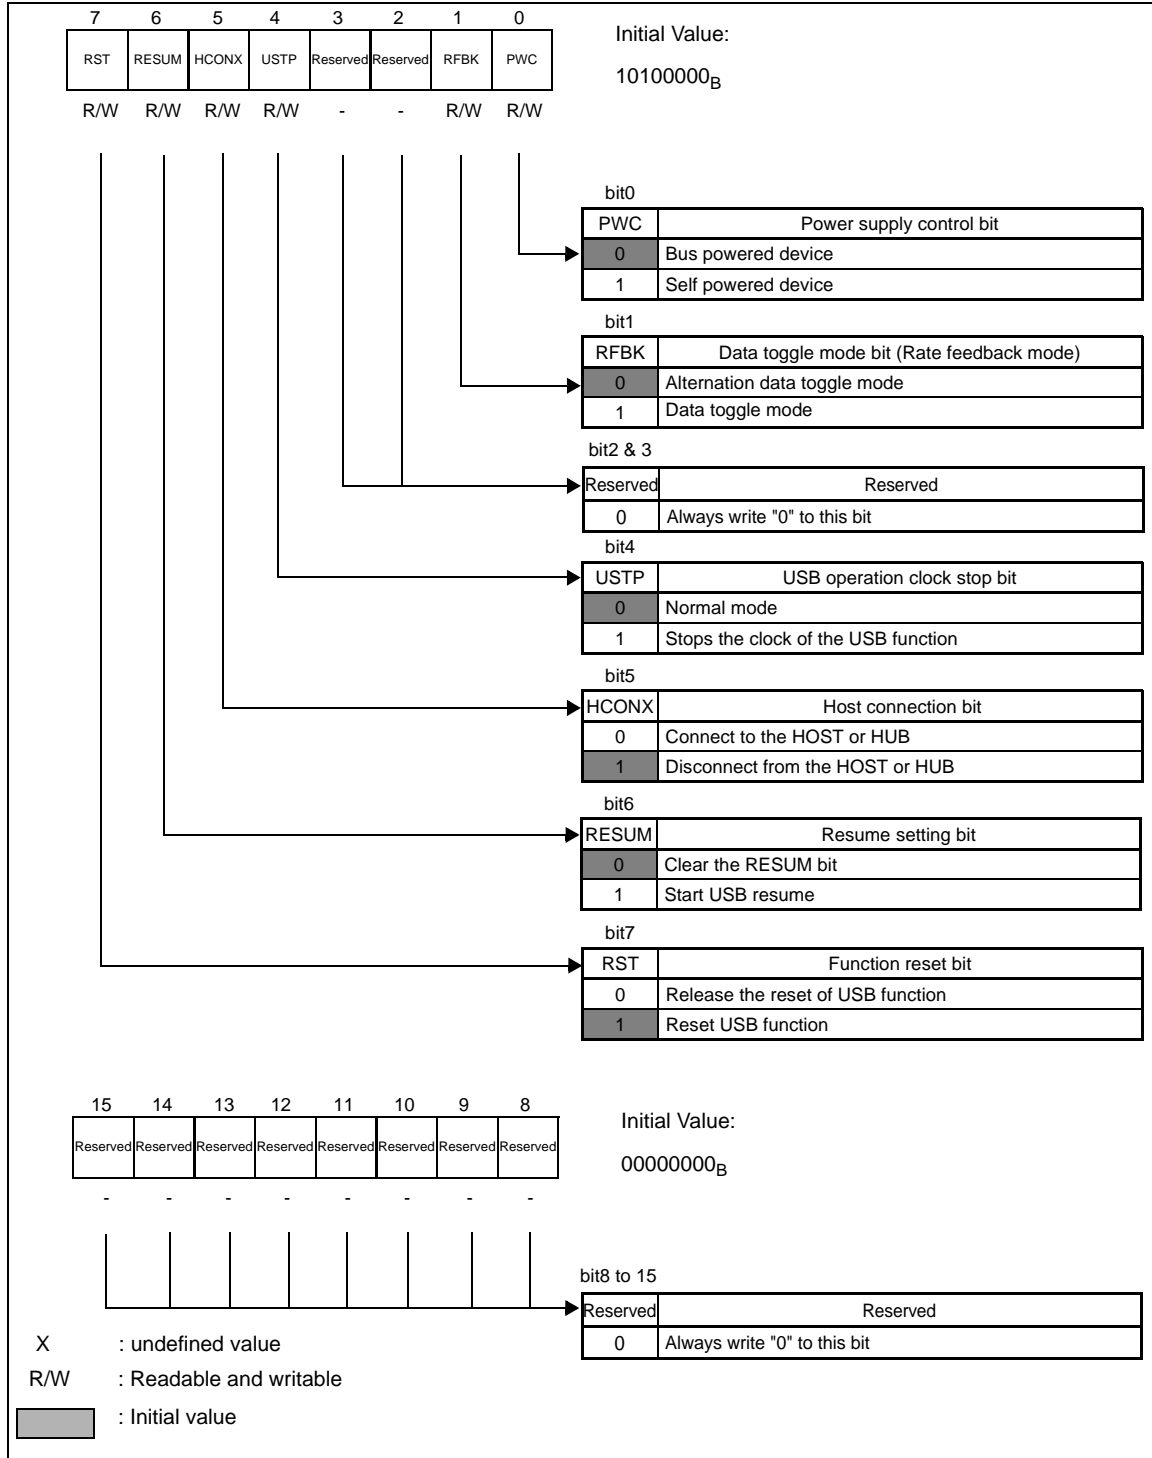 7 6 5 4 3 2 1 0
RST RESUM HCONX USTP Reserved Reserved RFBK PWC
R/W R/W R/W R/W - - R/W R/W
Initial Value:
10100000B
bit0
PWC Power supply control bit
0 Bus powered device
1 Self powered device
bit1
RFBK Data toggle mode bit (Rate feedback mode)
0 Alternation data toggle mode
1 Data toggle mode
bit2 & 3
Reserved Reserved
0 Always write "0" to this bit
bit4
USTP USB operation clock stop bit
0 Normal mode
1 Stops the clock of the USB function
bit5
HCONX Host connection bit
0 Connect to the HOST or HUB
1 Disconnect from the HOST or HUB
bit6
RESUM Resume setting bit
0 Clear the RESUM bit
1 Start USB resume
bit7
RST Function reset bit
0 Release the reset of USB function
1 Reset USB function
15 14 13 12 11 10 9 8
Reserved Reserved Reserved Reserved Reserved Reserved Reserved Reserved
- - - - - - - -
Initial Value:
00000000B
bit8 to 15
Reserved Reserved
0 Always write "0" to this bit
X : undefined value
R/W : Readable and writable
: Initial value